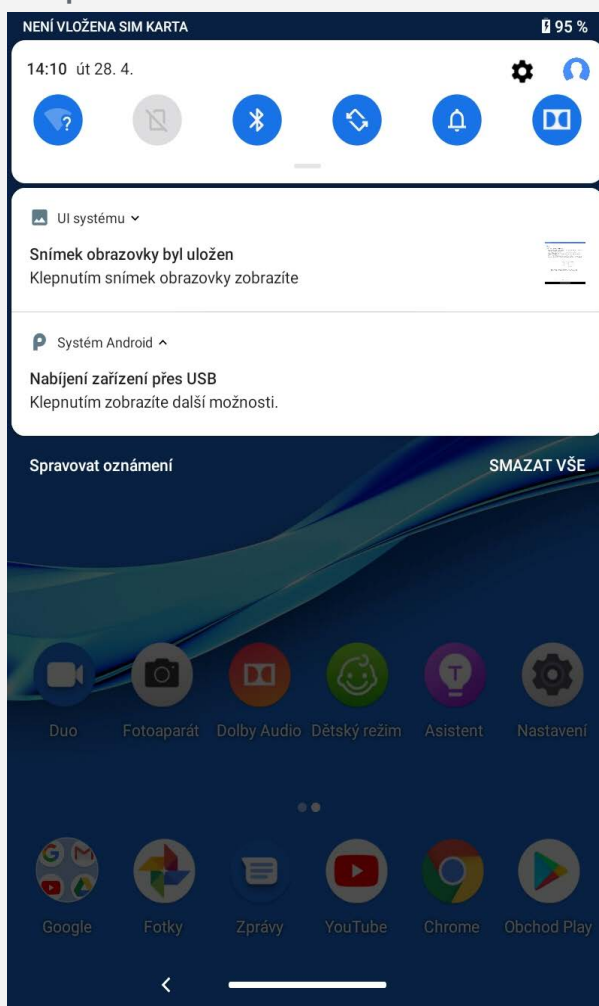 NENÍ VLOŽENA SIM KARTA 95 %
14:10 út 28. 4.
UI systému
Snímek obrazovky byl uložen
Klepnutím snímek obrazovky zobrazíte
Systém Android
Nabíjení zařízení přes USB
Klepnutím zobrazíte další možnosti.
Spravovat oznámení SMAZAT VŠE
Duo Fotoaparát Dolby Audio Dětský režim Asistent Nastavení
Google Fotky Zprávy YouTube Chrome Obchod Play